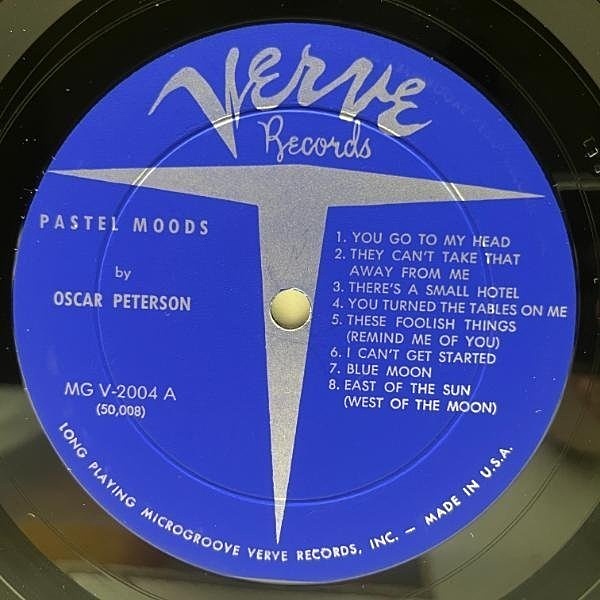 Verve
Records
PASTEL MOODS
by
OSCAR PETERSON
MG V-2004 A
(50,008)
1. YOU GO TO MY HEAD
2. THEY CAN'T TAKE THAT
AWAY FROM ME
3. THERE'S A SMALL HOTEL
4. YOU TURNED THE TABLES ON ME
5. THESE FOOLISH THINGS
(REMIND ME OF YOU)
6. I CAN'T GET STARTED
7. BLUE MOON
8. EAST OF THE SUN
(WEST OF THE MOON)
LONG PLAYING MICROGROOVE VERVE RECORDS, INC. — MADE IN U.S.A.